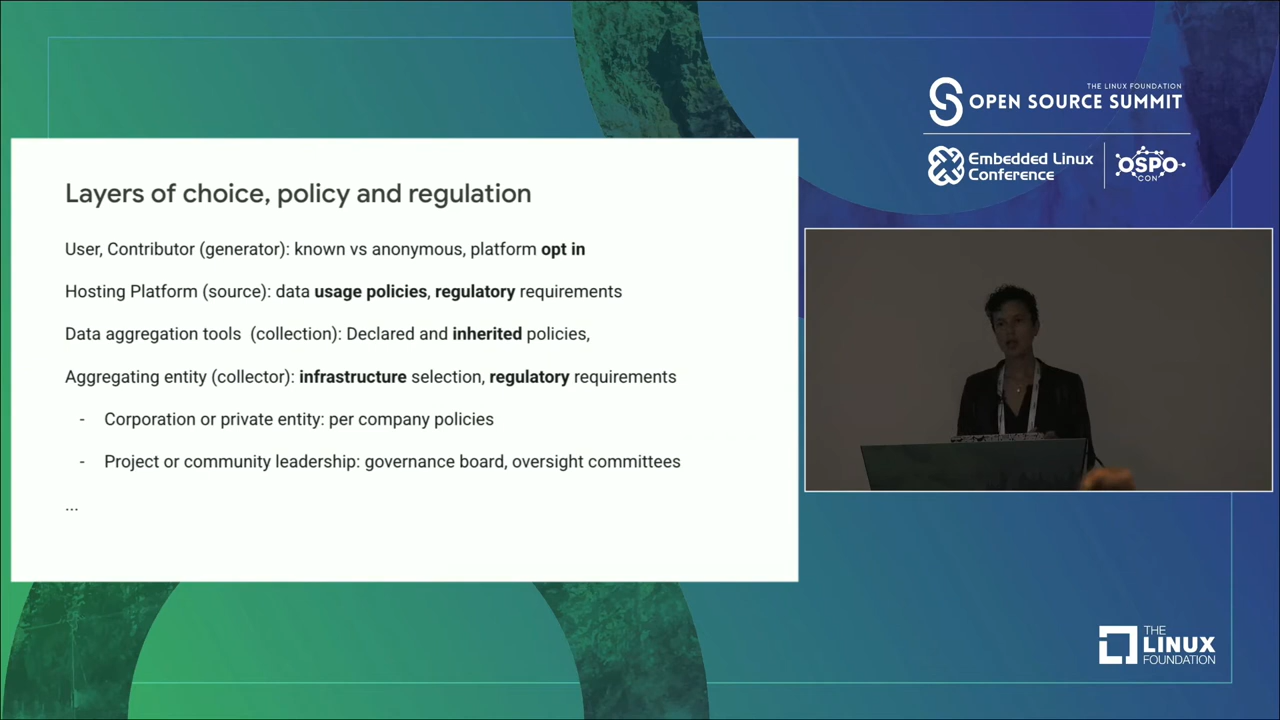 THE LINUX FOUNDATION
OPEN SOURCE SUMMIT
Embedded Linux
Conference
OSPO
CON
Layers of choice, policy and regulation
User, Contributor (generator): known vs anonymous, platform opt in
Hosting Platform (source): data usage policies, regulatory requirements
Data aggregation tools  (collection): Declared and inherited policies,
Aggregating entity (collector): infrastructure selection, regulatory requirements
- Corporation or private entity: per company policies
- Project or community leadership: governance board, oversight committees
...
THE
LINUX
FOUNDATION